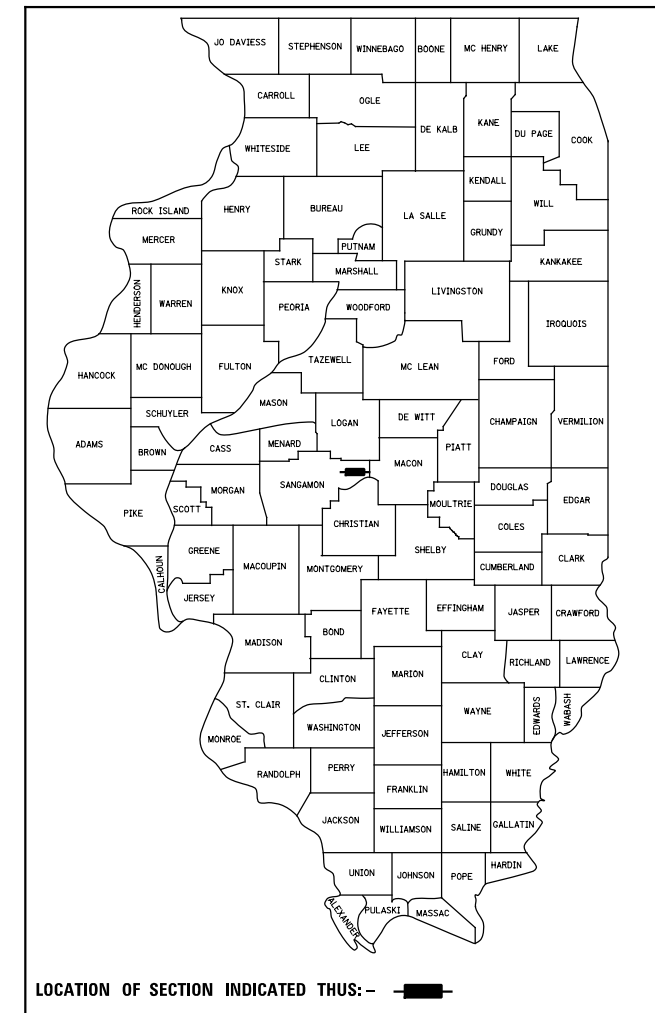 JO DAVIESS
STEPHENSON
WINNEBAGO
BOONE
MC HENRY
LAKE
CARROLL
OGLE
DE KALB
KANE
DU PAGE
COOK
WHITESIDE
LEE
KENDALL
WILL
ROCK ISLAND
HENRY
BUREAU
LA SALLE
GRUNDY
MERCER
PUTNAM
STARK
MARSHALL
KANKAKEE
HENDERSON
WARREN
KNOX
PEORIA
WOODFORD
LIVINGSTON
IROQUOIS
HANCOCK
MC DONOUGH
FULTON
TAZEWELL
MC LEAN
FORD
MASON
SCHUYLER
LOGAN
DE WITT
CHAMPAIGN
VERMILION
ADAMS
BROWN
CASS
MENARD
PIATT
MACON
MORGAN
SANGAMON
DOUGLAS
EDGAR
PIKE
SCOTT
CHRISTIAN
MOULTRIE
COLES
GREENE
MACOUPIN
MONTGOMERY
SHELBY
CUMBERLAND
CLARK
CALHOUN
JERSEY
FAYETTE
EFFINGHAM
JASPER
CRAWFORD
MADISON
BOND
CLAY
RICHLAND
LAWRENCE
CLINTON
MARION
ST. CLAIR
WAYNE
EDWARDS
WABASH
MONROE
WASHINGTON
JEFFERSON
RANDOLPH
PERRY
HAMILTON
WHITE
FRANKLIN
JACKSON
WILLIAMSON
SALINE
GALLATIN
UNION
JOHNSON
POPE
HARDIN
ALEXANDER
PULASKI
MASSAC
LOCATION OF SECTION INDICATED THUS: –